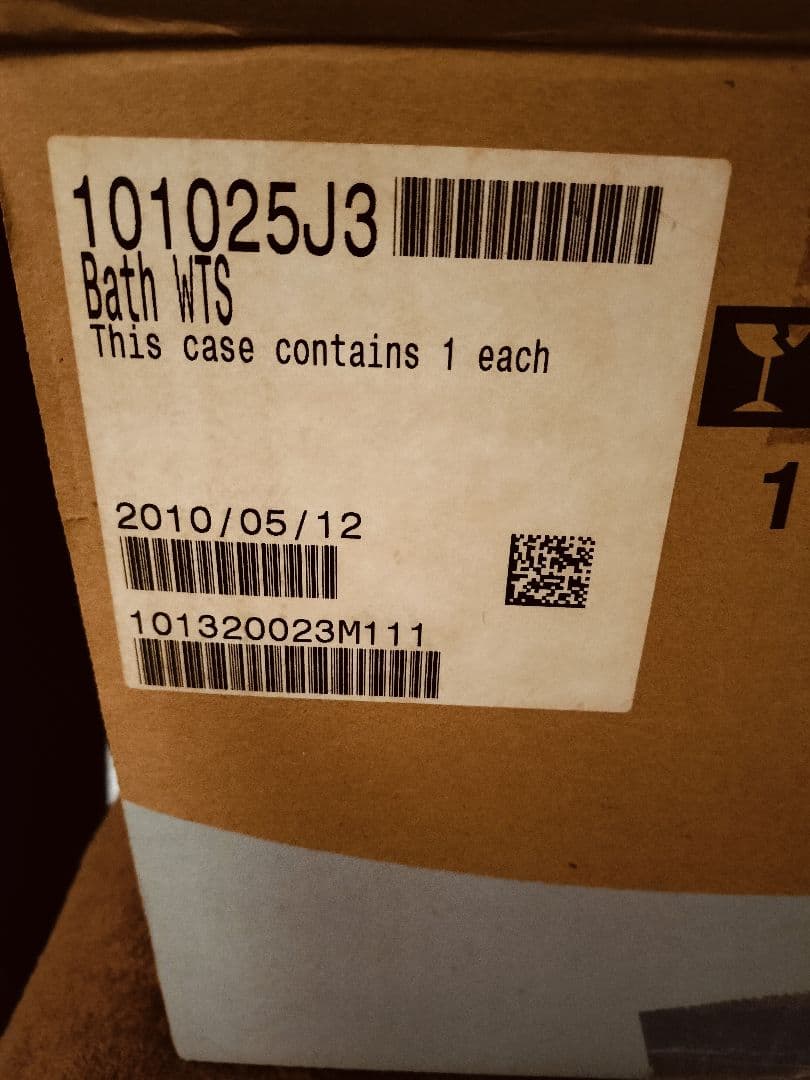 101025J3
Bath WTS
This case contains 1 each
2010/05/12
101320023M111
1